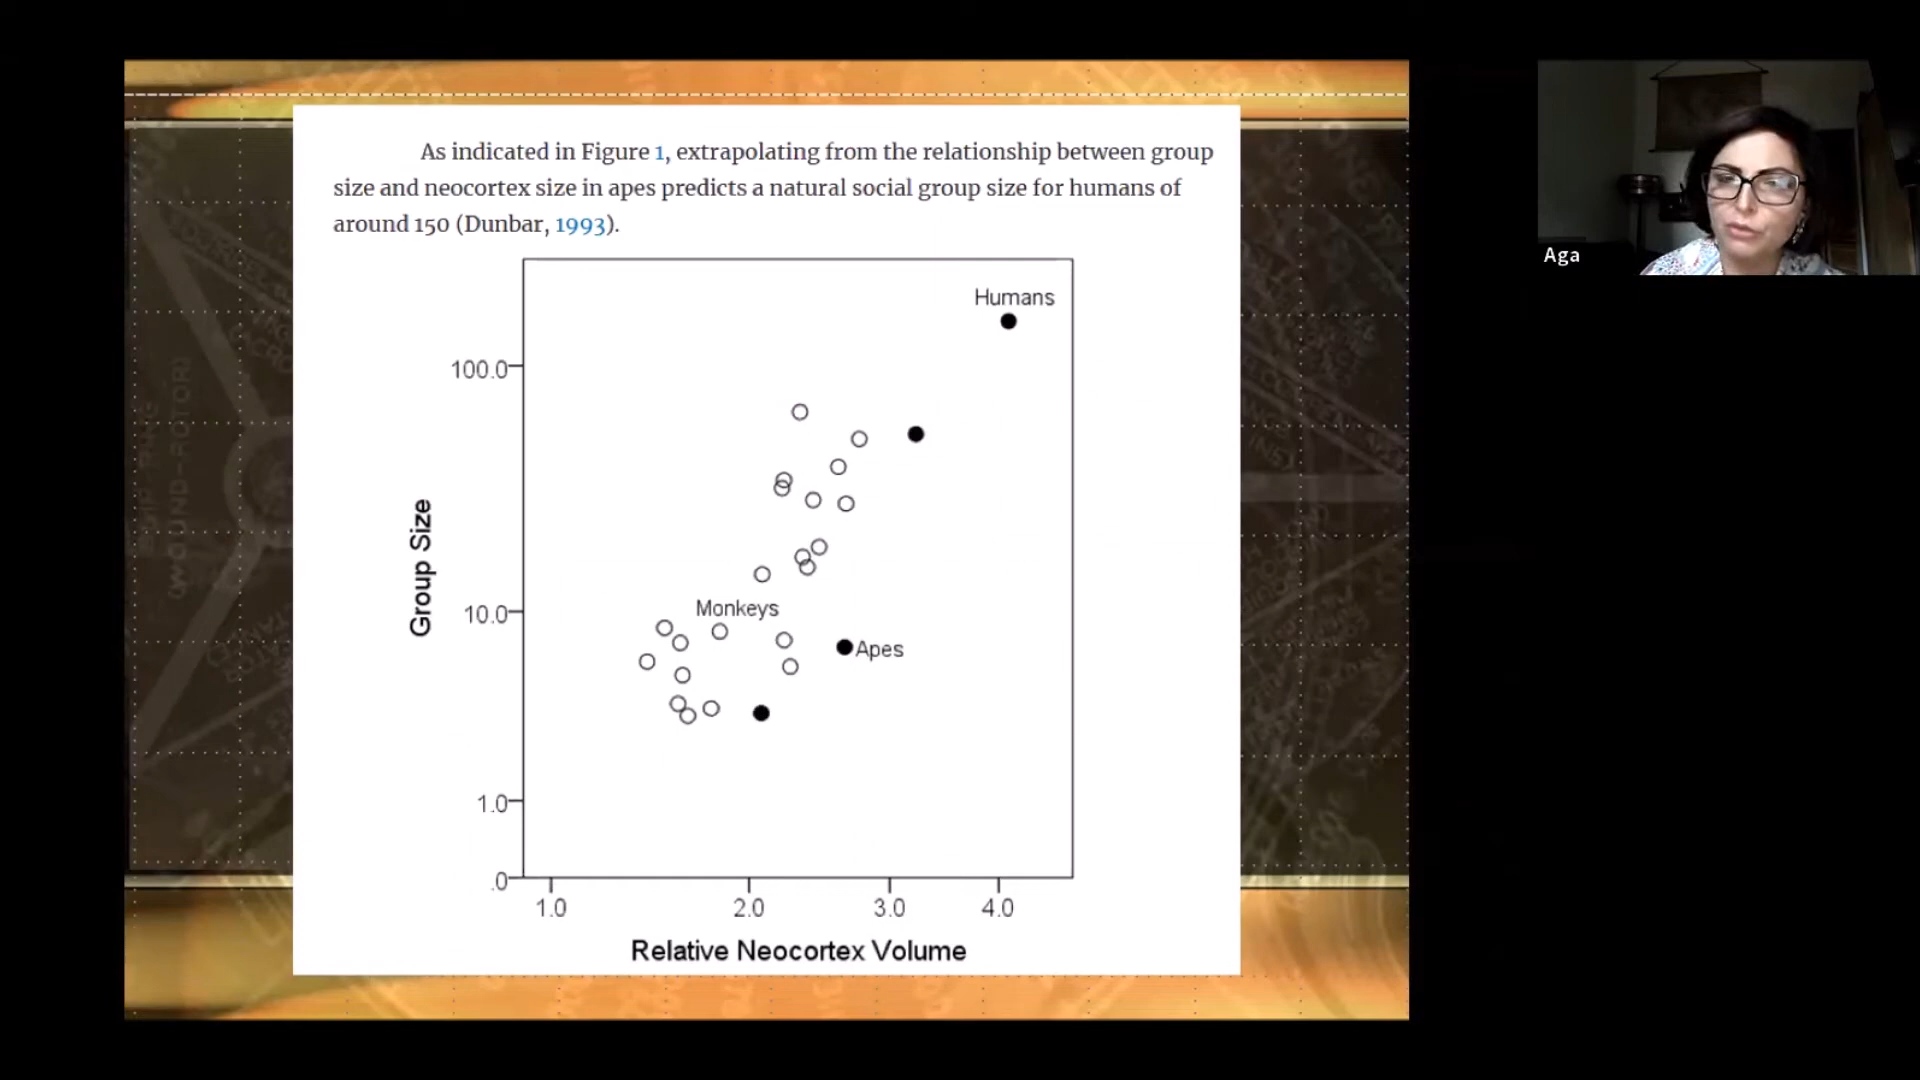 As indicated in Figure 1, extrapolating from the relationship between group
size and neocortex size in apes predicts a natural social group size for humans of
around 150 (Dunbar, 1993).
Humans
100.0
Group Size
10.0
Monkeys
Apes
1.0
.0
1.0 2.0 3.0 4.0
Relative Neocortex Volume
Aga
WOUND-FOTORI